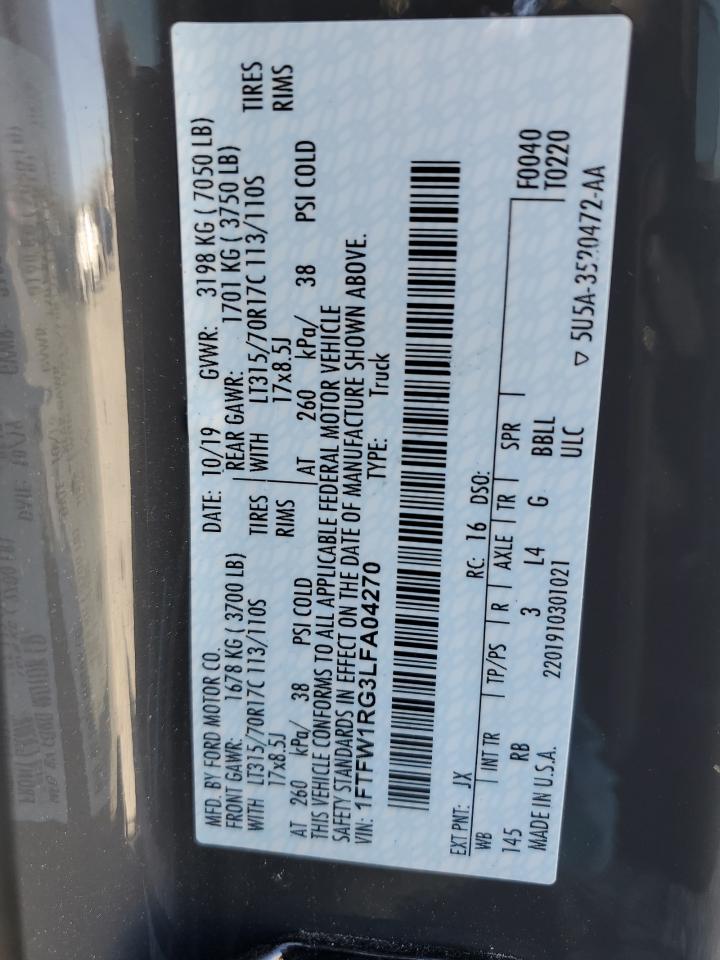 MFD. BY FORD MOTOR CO.
DATE: 10/19 GVWR: 3198 KG ( 7050 LB)
FRONT GAWR: 1678 KG ( 3700 LB) REAR GAWR: 1701 KG ( 3750 LB)
WITH LT315/70R17C 113/110S TIRES WITH LT315/70R17C 113/110S TIRES
17x8.5J RIMS 17x8.5J RIMS
AT 260 kPa/ 38 PSI COLD AT 260 kPa/ 38 PSI COLD
THIS VEHICLE CONFORMS TO ALL APPLICABLE FEDERAL MOTOR VEHICLE
SAFETY STANDARDS IN EFFECT ON THE DATE OF MANUFACTURE SHOWN ABOVE.
VIN: 1FTFW1RG3LFA04270 TYPE: Truck
EXT PNT: JX RC: 16 DSO:
WB INT TR TP/PS R AXLE TR SPR F0040
145 RB 3 L4 G BBLL T0220
MADE IN U.S.A. 2201910301021 ULC
▽ 5U5A-3520472-AA